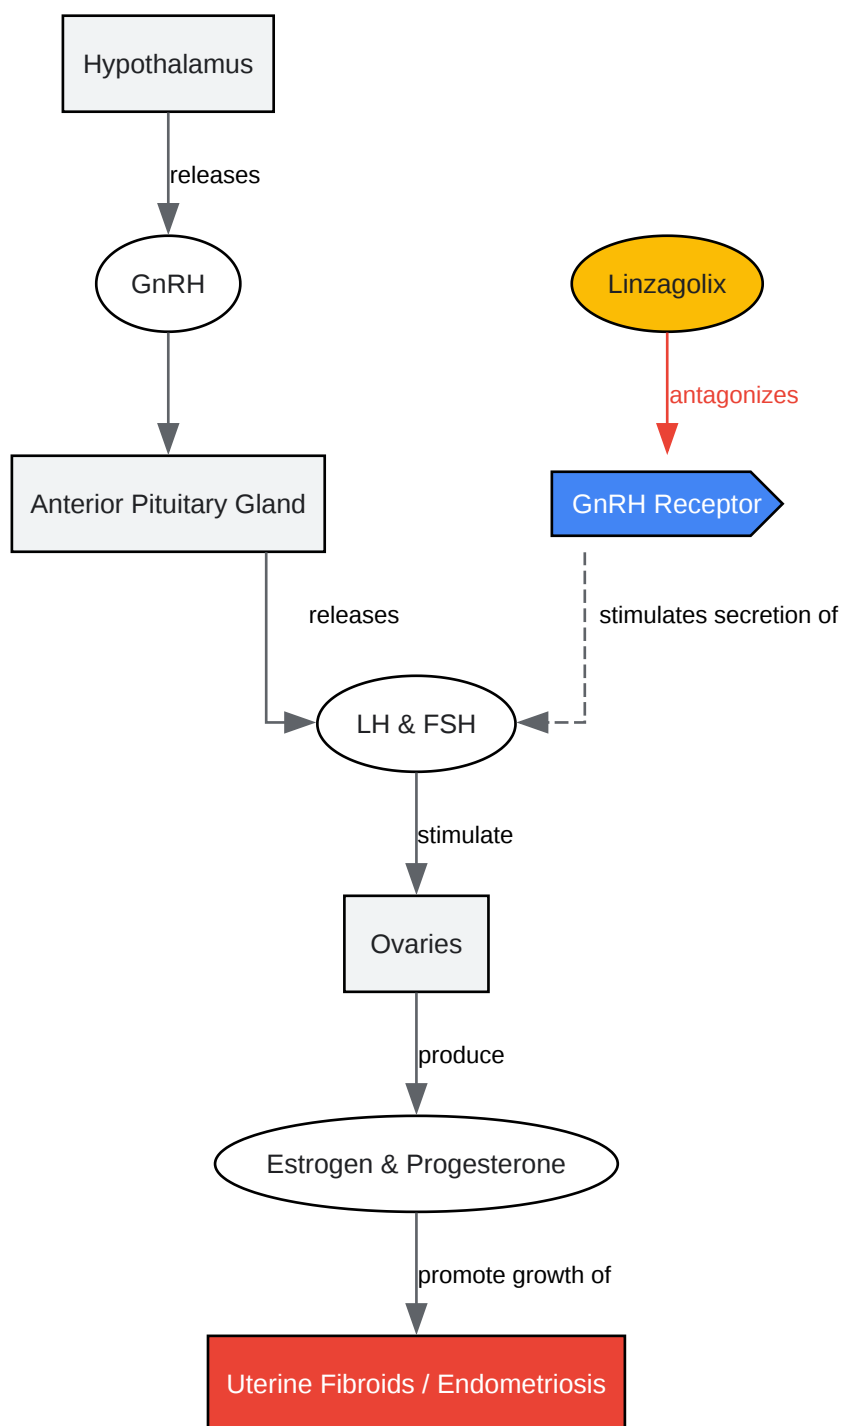 Hypothalamus
releases
GnRH
Linzagolix
antagonizes
Anterior Pituitary Gland
GnRH Receptor
releases
stimulates secretion of
LH & FSH
stimulate
Ovaries
produce
Estrogen & Progesterone
promote growth of
Uterine Fibroids / Endometriosis